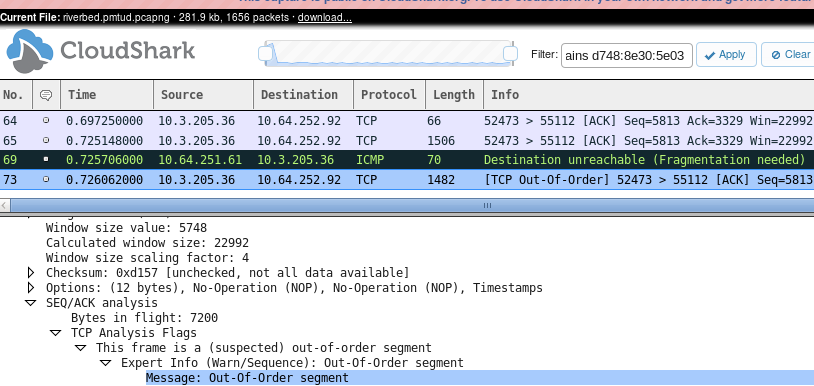 Current File: riverbed.pmtud.pcapng · 281.9 kb, 1656 packets · download...
CloudShark
Filter: ains d748:8e30:5e03 Apply Clear
No. Time Source Destination Protocol Length Info
64 0.697250000 10.3.205.36 10.64.252.92 TCP 66 52473 > 55112 [ACK] Seq=5813 Ack=3329 Win=22992
65 0.725148000 10.3.205.36 10.64.252.92 TCP 1506 52473 > 55112 [ACK] Seq=5813 Ack=3329 Win=22992
69 0.725706000 10.64.251.61 10.3.205.36 ICMP 70 Destination unreachable (Fragmentation needed)
73 0.726062000 10.3.205.36 10.64.252.92 TCP 1482 [TCP Out-Of-Order] 52473 > 55112 [ACK] Seq=5813
Window size value: 5748
Calculated window size: 22992
Window size scaling factor: 4
Checksum: 0xd157 [unchecked, not all data available]
Options: (12 bytes), No-Operation (NOP), No-Operation (NOP), Timestamps
SEQ/ACK analysis
Bytes in flight: 7200
TCP Analysis Flags
This frame is a (suspected) out-of-order segment
Expert Info (Warn/Sequence): Out-Of-Order segment
Message: Out-Of-Order segment